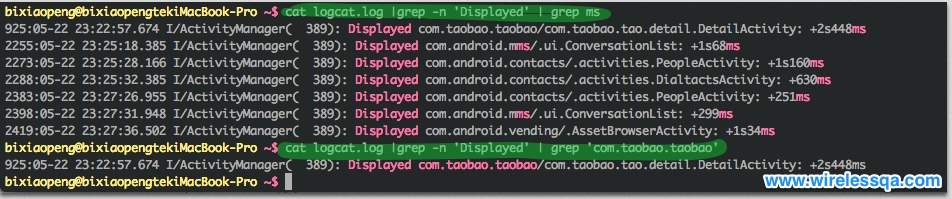 bixiaopeng@bixiaopengtekiMacBook-Pro ~$ cat logcat.log |grep -n 'Displayed' | grep ms
925:05-22 23:22:57.674 I/ActivityManager(  389): Displayed com.taobao.taobao/com.taobao.tao.detail.DetailActivity: +2s448ms
2255:05-22 23:25:18.385 I/ActivityManager(  389): Displayed com.android.mms/.ui.ConversationList: +1s68ms
2273:05-22 23:25:28.166 I/ActivityManager(  389): Displayed com.android.contacts/.activities.PeopleActivity: +1s160ms
2288:05-22 23:25:32.385 I/ActivityManager(  389): Displayed com.android.contacts/.activities.DialtactsActivity: +630ms
2383:05-22 23:27:26.955 I/ActivityManager(  389): Displayed com.android.contacts/.activities.PeopleActivity: +251ms
2398:05-22 23:27:31.948 I/ActivityManager(  389): Displayed com.android.mms/.ui.ConversationList: +299ms
2419:05-22 23:27:36.502 I/ActivityManager(  389): Displayed com.android.vending/.AssetBrowserActivity: +1s34ms
bixiaopeng@bixiaopengtekiMacBook-Pro ~$ cat logcat.log |grep -n 'Displayed' | grep 'com.taobao.taobao'
925:05-22 23:22:57.674 I/ActivityManager(  389): Displayed com.taobao.taobao/com.taobao.tao.detail.DetailActivity: +2s448ms
bixiaopeng@bixiaopengtekiMacBook-Pro ~$
www.wirelessqa.com